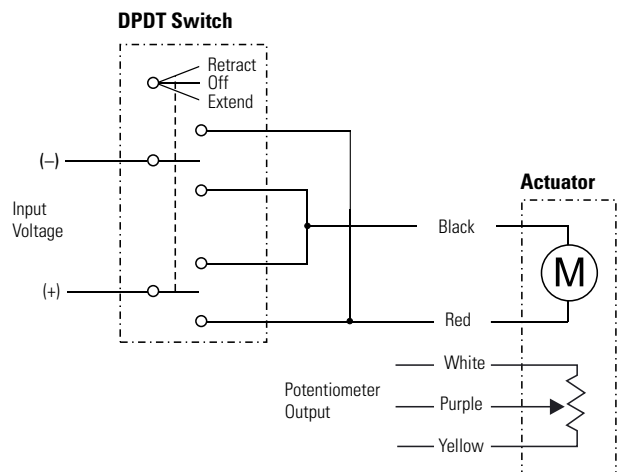 DPDT Switch
Retract
Off
Extend
(–)
Input
Voltage
(+)
Actuator
Black
M
Red
White
Potentiometer
Output
Purple
Yellow